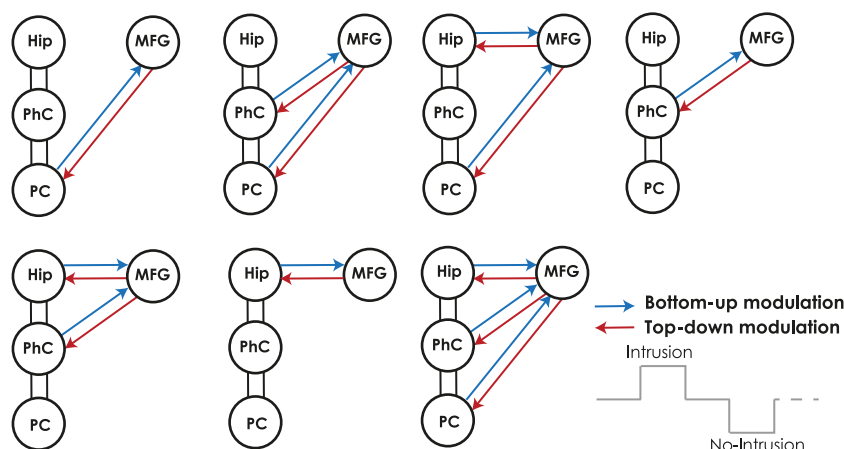 Hip MFG
PhC
PC
Hip MFG
PhC
PC
Hip MFG
PhC
PC
Hip MFG
PhC
PC
Hip MFG
PhC
PC
Hip MFG
PhC
PC
Hip MFG
PhC
PC
Bottom-up modulation
Top-down modulation
Intrusion
No-Intrusion